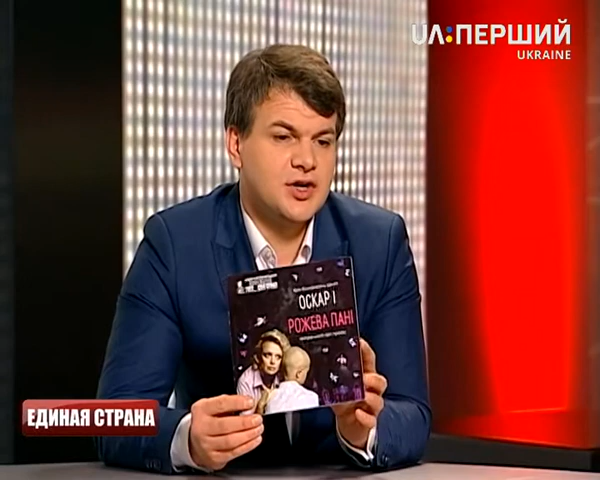 UA:ПЕРШИЙ
UKRAINE
ОСКАР І
РОЖЕВА ПАНІ
ЕДИНАЯ СТРАНА